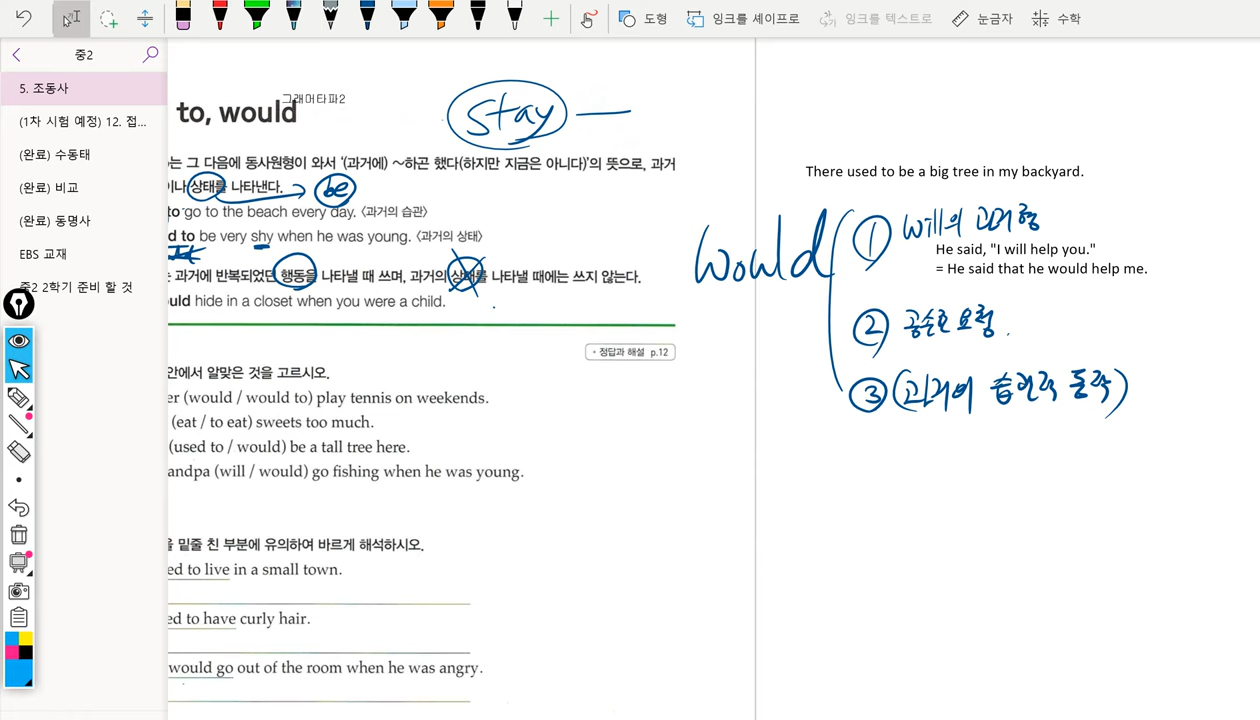 도형
잉크를 셰이프로
잉크를 텍스트로
눈금자
수학
중2
5. 조동사
(1차 시험 예정) 12. 접...
(완료) 수동태
(완료) 비교
(완료) 동명사
EBS 교재
중2 2학기 준비 할 것
그래머타파2
to, would
stay
는 그 다음에 동사원형이 와서 '(과거에) ~하곤 했다(하지만 지금은 아니다)'의 뜻으로, 과거
이나 상태를 나타낸다.
be
to go to the beach every day. 〈과거의 습관〉
d to be very shy when he was young. 〈과거의 상태〉
는 과거에 반복되었던 행동을 나타낼 때 쓰며, 과거의 상태를 나타낼 때에는 쓰지 않는다.
uld hide in a closet when you were a child.
• 정답과 해설 p.12
안에서 알맞은 것을 고르시오.
er (would / would to) play tennis on weekends.
(eat / to eat) sweets too much.
(used to / would) be a tall tree here.
andpa (will / would) go fishing when he was young.
을 밑줄 친 부분에 유의하여 바르게 해석하시오.
ed to live in a small town.
ed to have curly hair.
would go out of the room when he was angry.
There used to be a big tree in my backyard.
would
① will의 과거형
He said, "I will help you."
= He said that he would help me.
② 공손한 요청
③ (과거의 습관적 동작)